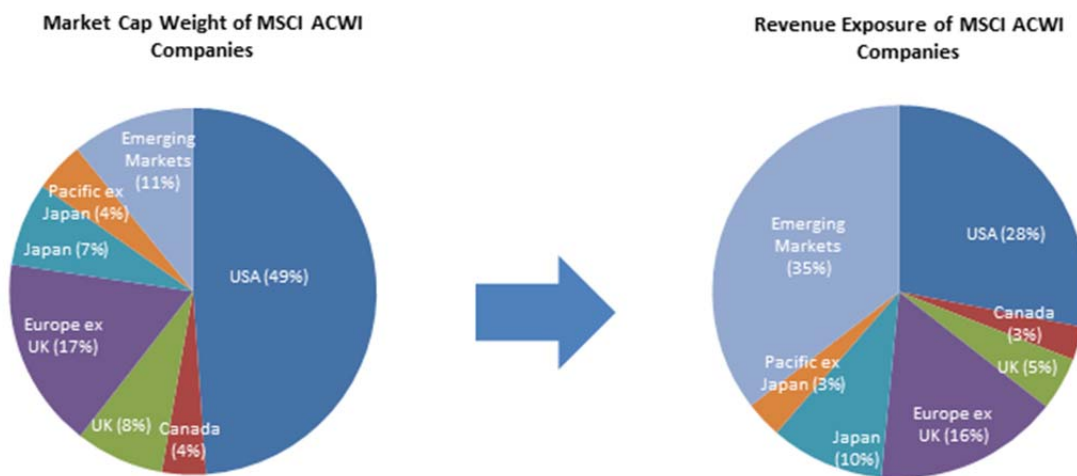 Market Cap Weight of MSCI ACWI
Companies
Emerging
Markets
(11%)
Pacific ex
Japan (4%)
Japan (7%)
USA (49%)
Europe ex
UK (17%)
UK (8%)
Canada
(4%)
Revenue Exposure of MSCI ACWI
Companies
Emerging
Markets
(35%)
USA (28%)
Canada
(3%)
UK (5%)
Pacific ex
Japan (3%)
Japan
(10%)
Europe ex
UK (16%)